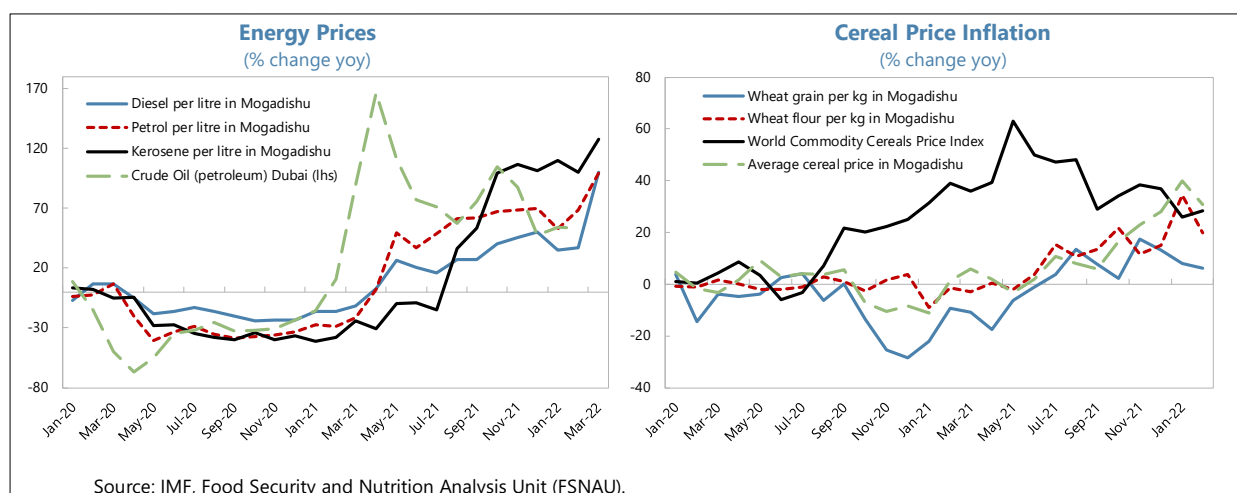 Energy Prices
(% change yoy)
170
120
70
20
-30
-80
Diesel per litre in Mogadishu
Petrol per litre in Mogadishu
Kerosene per litre in Mogadishu
Crude Oil (petroleum) Dubai (lhs)
Jan-20
Mar-20
May-20
Jul-20
Sep-20
Nov-20
Jan-21
Mar-21
May-21
Jul-21
Sep-21
Nov-21
Jan-22
Mar-22
Cereal Price Inflation
(% change yoy)
80
60
40
20
0
-20
-40
Wheat grain per kg in Mogadishu
Wheat flour per kg in Mogadishu
World Commodity Cereals Price Index
Average cereal price in Mogadishu
Jan-20
Mar-20
May-20
Jul-20
Sep-20
Nov-20
Jan-21
Mar-21
May-21
Jul-21
Sep-21
Nov-21
Jan-22
Source: IMF, Food Security and Nutrition Analysis Unit (FSNAU).